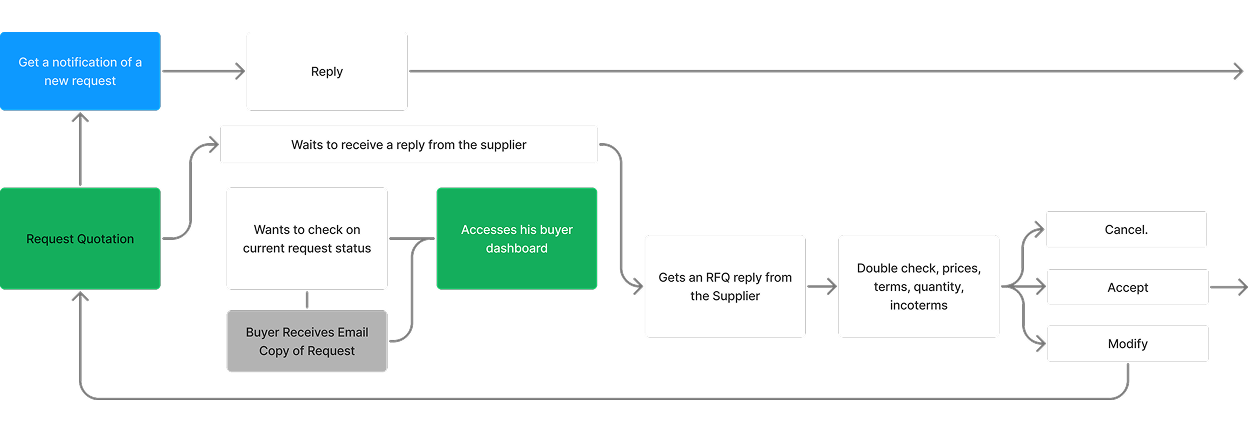 Get a notification of a
new request
Reply
Waits to receive a reply from the supplier
Request Quotation
Wants to check on
current request status
Accesses his buyer
dashboard
Buyer Receives Email
Copy of Request
Gets an RFQ reply from
the Supplier
Double check, prices,
terms, quantity,
incoterms
Cancel.
Accept
Modify